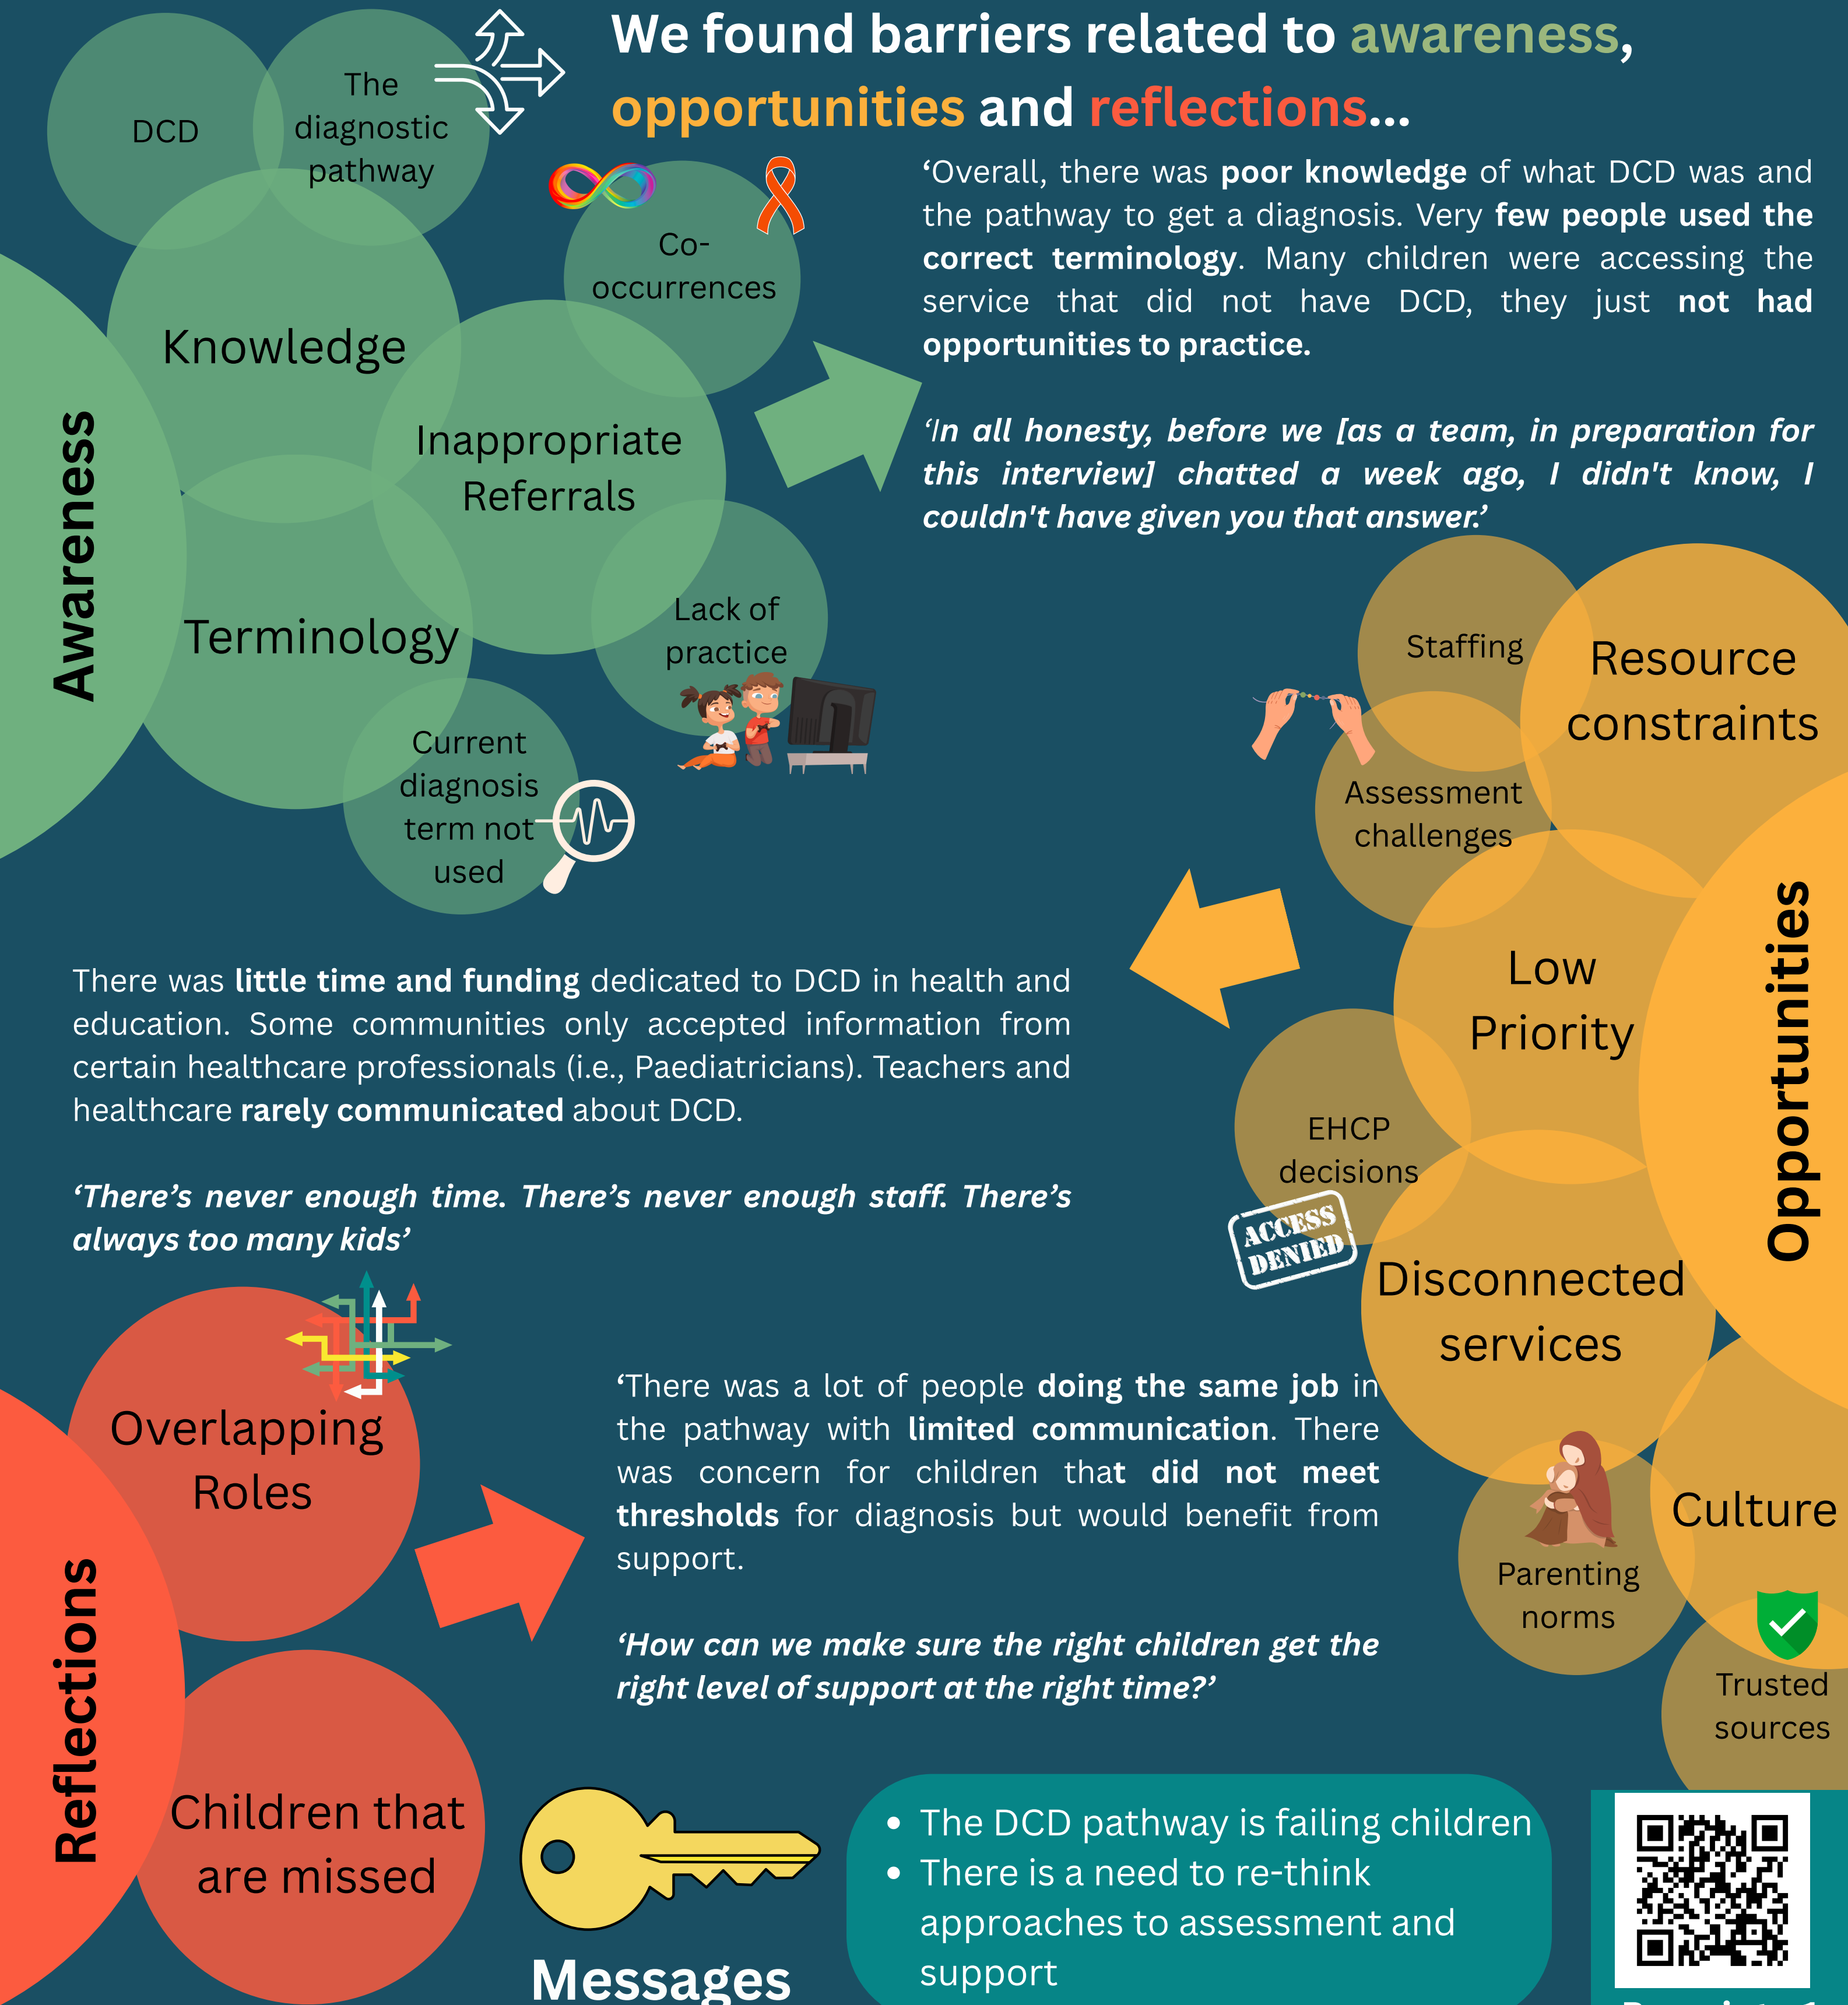 We found barriers related to awareness,
opportunities and reflections...
DCD
The
diagnostic
pathway
Co-
occurrences
Knowledge
Inappropriate
Referrals
Awareness
Terminology
Lack of
practice
Current
diagnosis
term not
used
‘Overall, there was poor knowledge of what DCD was and
the pathway to get a diagnosis. Very few people used the
correct terminology. Many children were accessing the
service that did not have DCD, they just not had
opportunities to practice.
‘In all honesty, before we [as a team, in preparation for
this interview] chatted a week ago, I didn't know, I
couldn't have given you that answer.’
Staffing
Resource
constraints
Assessment
challenges
Low
Priority
Opportunities
EHCP
decisions
ACCESS
DENIED
Disconnected
services
Culture
Parenting
norms
Trusted
sources
There was little time and funding dedicated to DCD in health and
education. Some communities only accepted information from
certain healthcare professionals (i.e., Paediatricians). Teachers and
healthcare rarely communicated about DCD.
‘There’s never enough time. There’s never enough staff. There’s
always too many kids’
Overlapping
Roles
Reflections
Children that
are missed
‘There was a lot of people doing the same job in
the pathway with limited communication. There
was concern for children that did not meet
thresholds for diagnosis but would benefit from
support.
‘How can we make sure the right children get the
right level of support at the right time?’
Messages
• The DCD pathway is failing children
• There is a need to re-think
approaches to assessment and
support